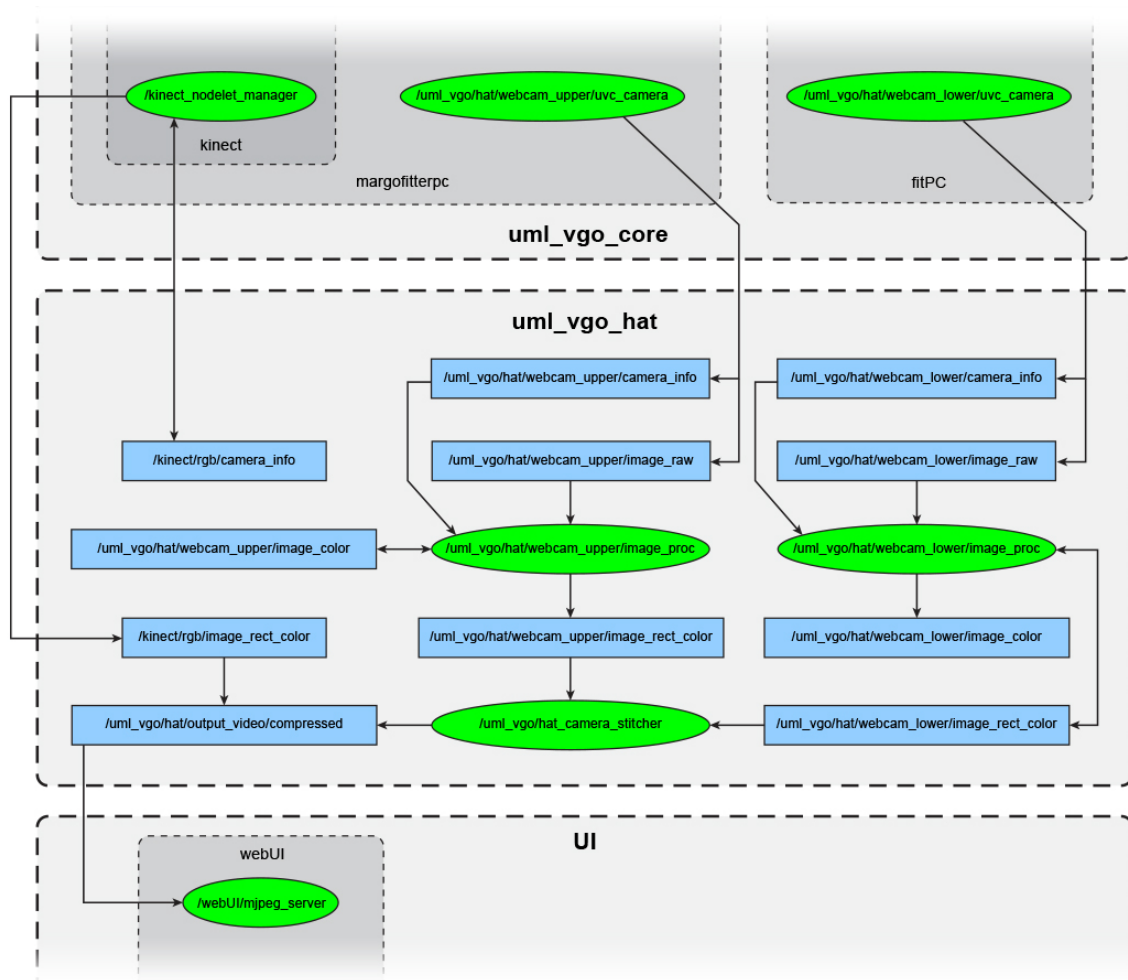 /kinect_nodelet_manager
/uml_vgo/hat/webcam_upper/uvc_camera
/uml_vgo/hat/webcam_lower/uvc_camera
kinect
margofitterpc
fitPC
uml_vgo_core
uml_vgo_hat
/uml_vgo/hat/webcam_upper/camera_info
/uml_vgo/hat/webcam_lower/camera_info
/kinect/rgb/camera_info
/uml_vgo/hat/webcam_upper/image_raw
/uml_vgo/hat/webcam_lower/image_raw
/uml_vgo/hat/webcam_upper/image_color
/uml_vgo/hat/webcam_upper/image_proc
/uml_vgo/hat/webcam_lower/image_proc
/kinect/rgb/image_rect_color
/uml_vgo/hat/webcam_upper/image_rect_color
/uml_vgo/hat/webcam_lower/image_color
/uml_vgo/hat/output_video/compressed
/uml_vgo/hat_camera_stitcher
/uml_vgo/hat/webcam_lower/image_rect_color
UI
webUI
/webUI/mjpeg_server